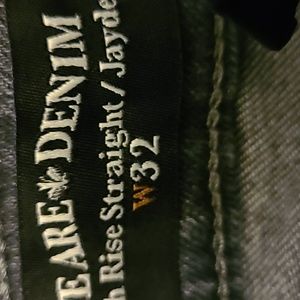 EARE DENIM
h Rise Straight / Jayde
W32